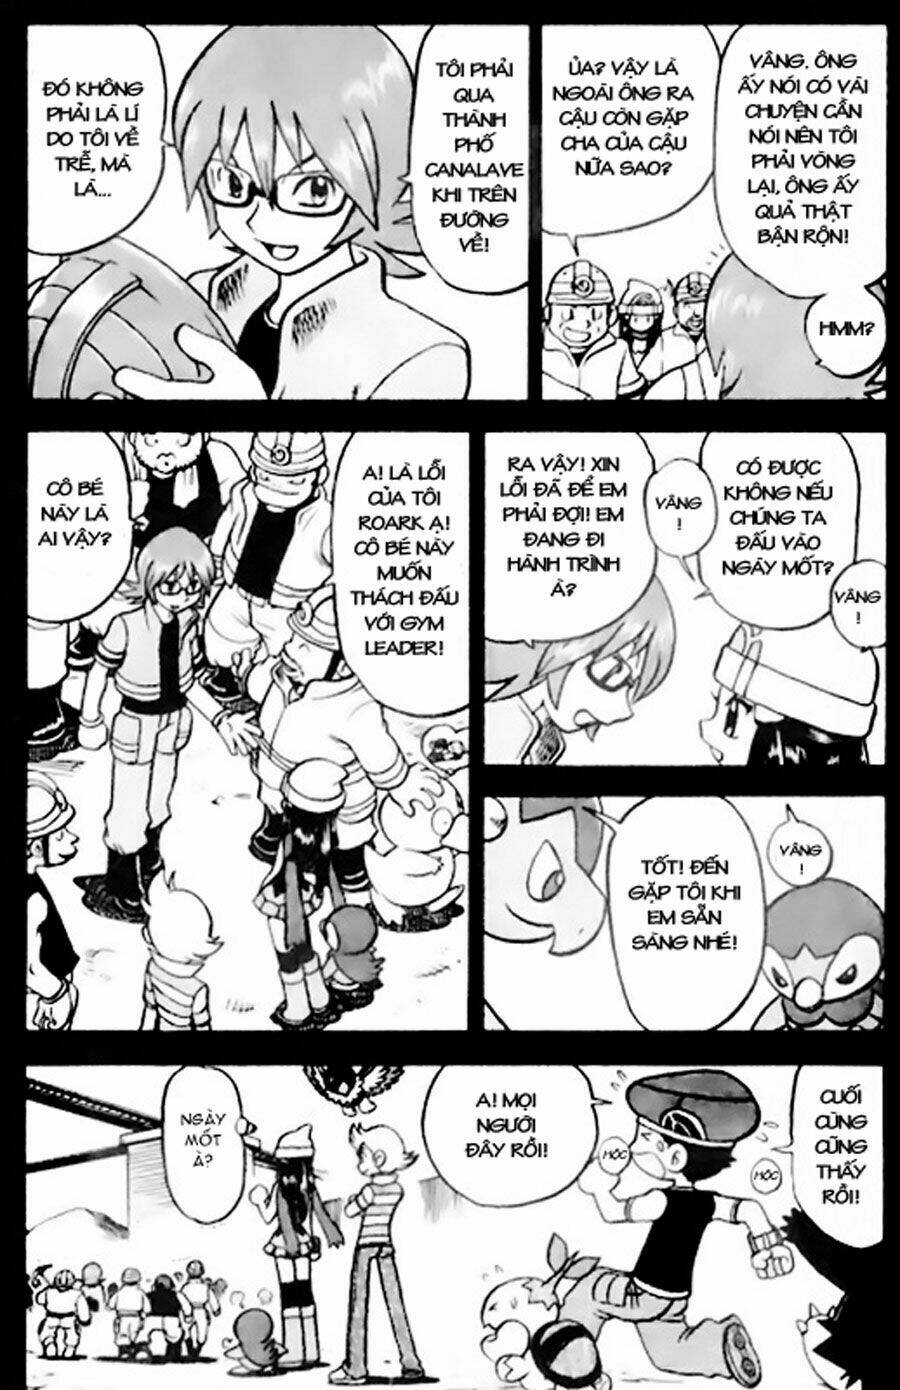 VÂNG. ÔNG
ẤY NÓI CÓ VÀI
CHUYỆN CẦN
NÓI NÊN TÔI
PHẢI VÒNG
LẠI, ÔNG ẤY
QUẢ THẬT
BẬN RỘN!
HMM?
ỦA? VẬY LÀ
NGOÀI ÔNG RA
CẬU CÒN GẶP
CHA CỦA CẬU
NỮA SAO?
TÔI PHẢI
QUA
THÀNH
PHỐ
CANALAVE
KHI TRÊN
ĐƯỜNG
VỀ!
ĐÓ KHÔNG
PHẢI LÀ LÍ
DO TÔI VỀ
TRỄ, MÀ
LÀ...
CÓ ĐƯỢC
KHÔNG NẾU
CHÚNG TA
ĐẤU VÀO
NGÀY MỐT?
VÂNG
!
VÂNG
!
RA VẬY! XIN
LỖI ĐÃ ĐỂ EM
PHẢI ĐỢI! EM
ĐANG ĐI
HÀNH TRÌNH
À?
A! LÀ LỖI
CỦA TÔI
ROARK Ạ!
CÔ BÉ NÀY
MUỐN
THÁCH ĐẤU
VỚI GYM
LEADER!
CÔ BÉ
NÀY LÀ
AI VẬY?
VÂNG
!
TỐT! ĐẾN
GẶP TÔI KHI
EM SẴN
SÀNG NHÉ!
CUỐI
CÙNG
CŨNG
THẤY
RỒI!
HỘC
HỘC
A! MỌI
NGƯỜI
ĐÂY RỒI!
NGÀY
MỐT
À?